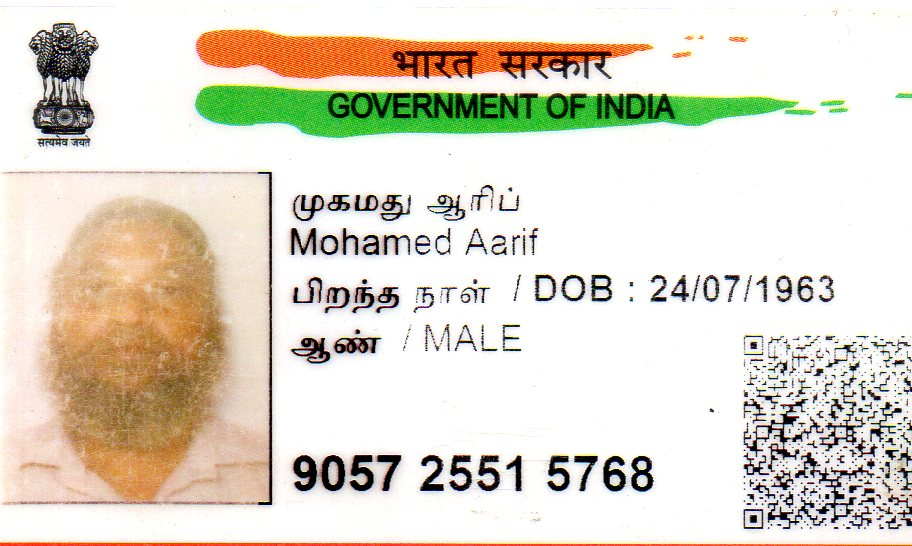 भारत सरकार
GOVERNMENT OF INDIA
सत्यमेव जयते
முகமது ஆரிப்
Mohamed Aarif
பிறந்த நாள் / DOB : 24/07/1963
ஆண் / MALE
9057 2551 5768